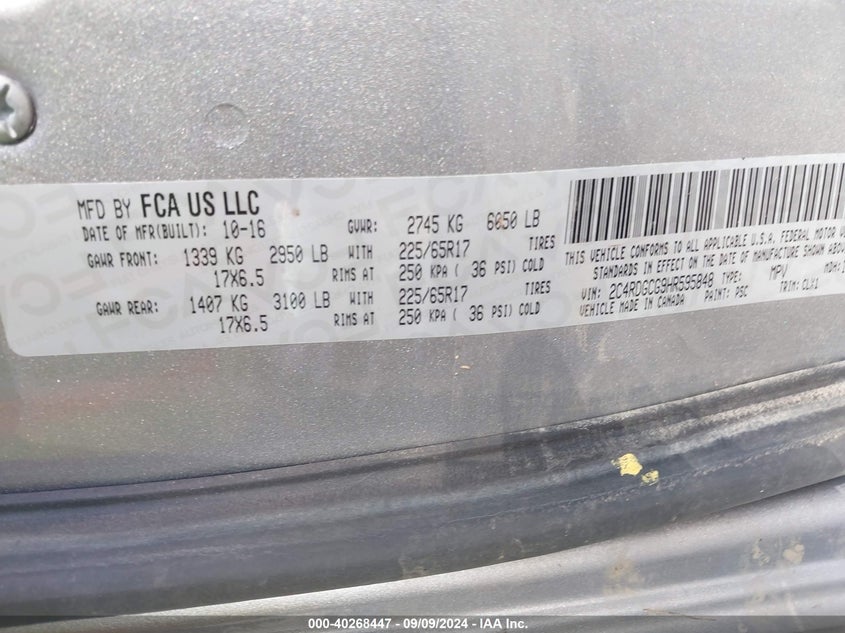 MFD BY FCA US LLC
DATE OF MFR(BUILT): 10-16 GVWR: 2745 KG 6050 LB
GAWR FRONT: 1339 KG 2950 LB WITH 225/65R17 TIRES
17X6.5 RIMS AT 250 KPA ( 36 PSI) COLD
GAWR REAR: 1407 KG 3100 LB WITH 225/65R17 TIRES
17X6.5 RIMS AT 250 KPA ( 36 PSI) COLD
THIS VEHICLE CONFORMS TO ALL APPLICABLE U.S.A. FEDERAL MOTOR
STANDARDS IN EFFECT ON THE DATE OF MANUFACTURE SHOWN
VIN: 2C4RDGCG9HR595840 TYPE: MPV
VEHICLE MADE IN CANADA PAINT: PSC TRIM:
000-40268447 - 09/09/2024 - IAA Inc.